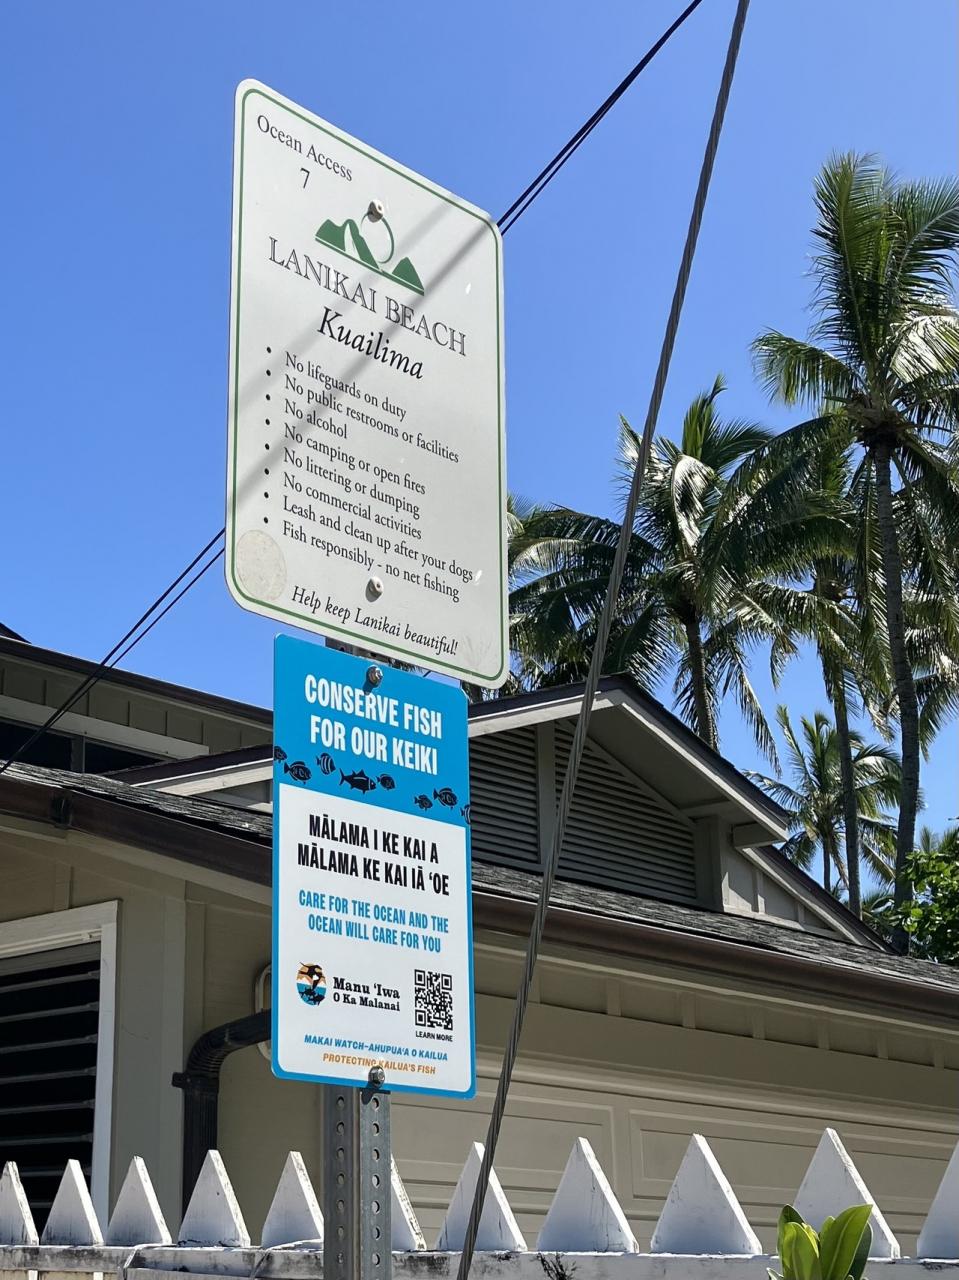 Ocean Access
7
LANIKAI BEACH
Kuailima
• No lifeguards on duty
• No public restrooms or facilities
• No alcohol
• No camping or open fires
• No littering or dumping
• No commercial activities
• Leash and clean up after your dogs
• Fish responsibly - no net fishing
Help keep Lanikai beautiful!
CONSERVE FISH
FOR OUR KEIKI
MĀLAMA I KE KAI A
MĀLAMA KE KAI IĀ ʻOE
CARE FOR THE OCEAN AND THE
OCEAN WILL CARE FOR YOU
Manu ʻIwa
O Ka Malanai
LEARN MORE
MAKAI WATCH–AHUPUAʻA O KAILUA
PROTECTING KAILUA'S FISH